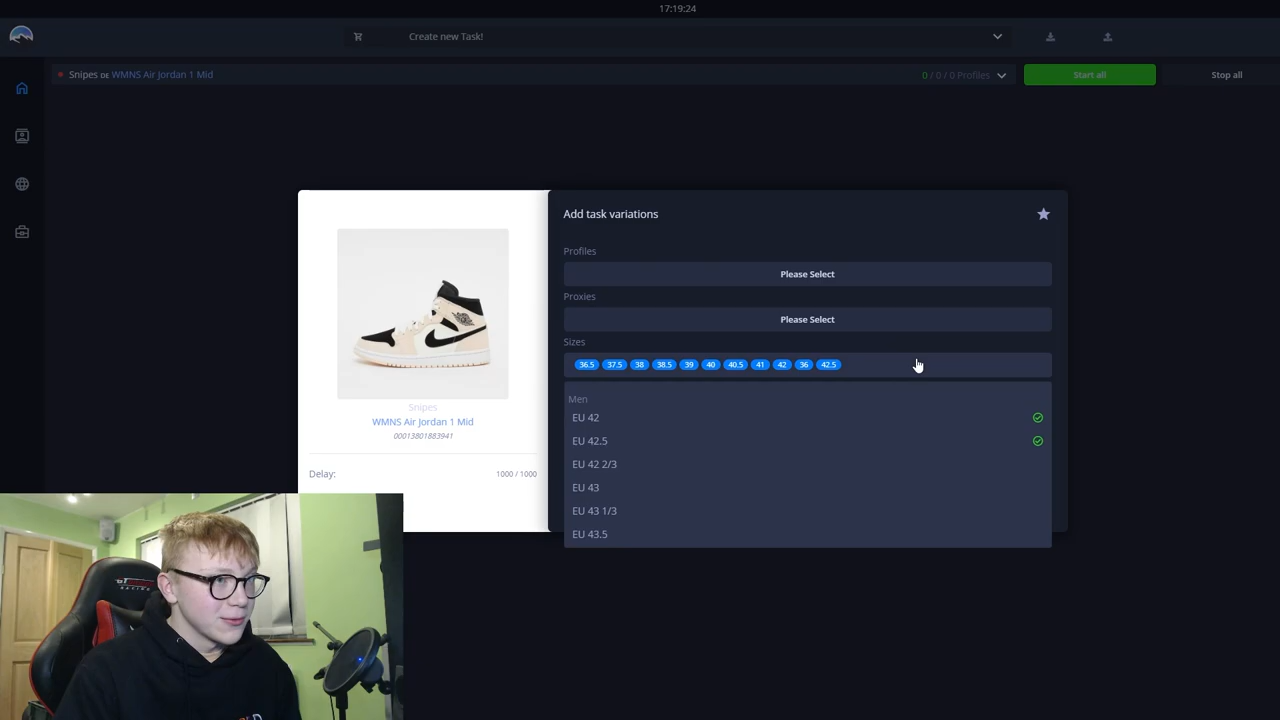 17:19:24
Create new Task!
Snipes DE WMNS Air Jordan 1 Mid
0 / 0 / 0 Profiles
Start all
Stop all
Add task variations
Profiles
Please Select
Proxies
Please Select
Sizes
36.5 37.5 38 38.5 39 40 40.5 41 42 36 42.5
Men
EU 42
EU 42.5
EU 42 2/3
EU 43
EU 43 1/3
EU 43.5
Snipes
WMNS Air Jordan 1 Mid
00013801883941
Delay:
1000 / 1000